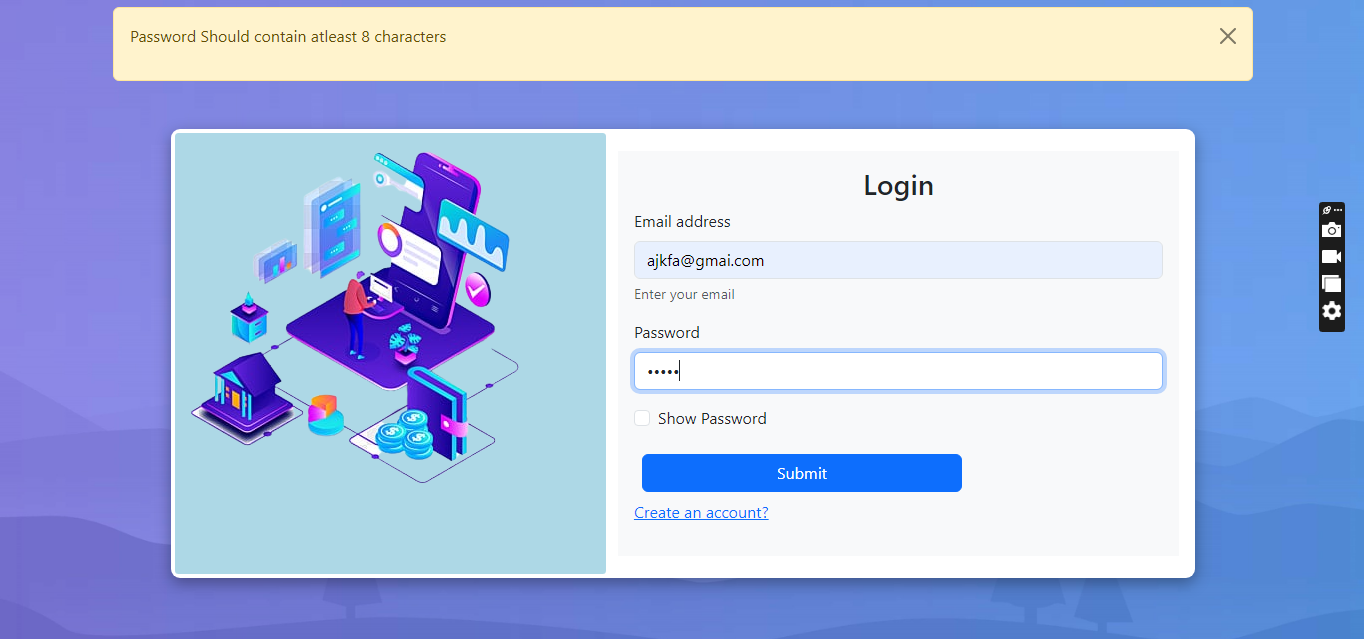 Password Should contain atleast 8 characters
Login
Email address
ajkfa@gmai.com
Enter your email
Password
•••••
Show Password
Submit
Create an account?